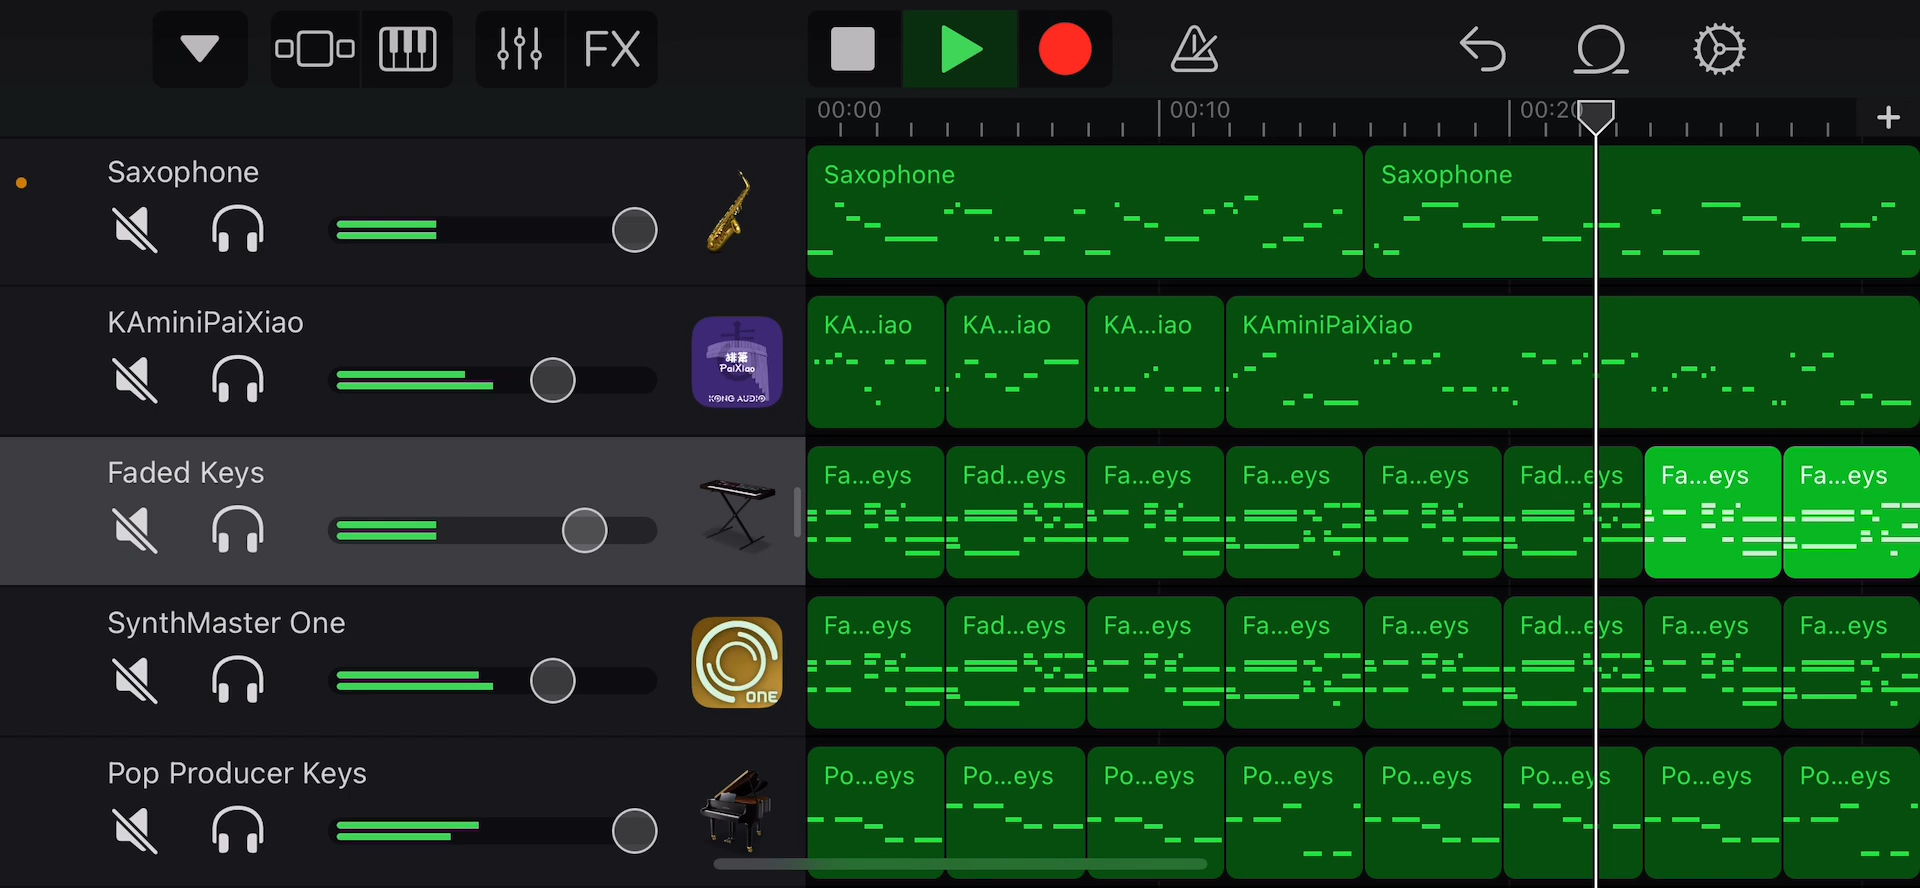 FX
00:00 00:10 00:20
Saxophone
Saxophone Saxophone
KAminiPaiXiao
排箫
PaiXiao
KONG AUDIO
KA...iao KA...iao KA...iao KAminiPaiXiao
Faded Keys
Fa...eys Fad...eys Fa...eys Fa...eys Fa...eys Fad...eys Fa...eys Fa...eys
SynthMaster One
ONE
Fa...eys Fad...eys Fa...eys Fa...eys Fa...eys Fad...eys Fa...eys Fa...eys
Pop Producer Keys
Po...eys Po...eys Po...eys Po...eys Po...eys Po...eys Po...eys Po...eys